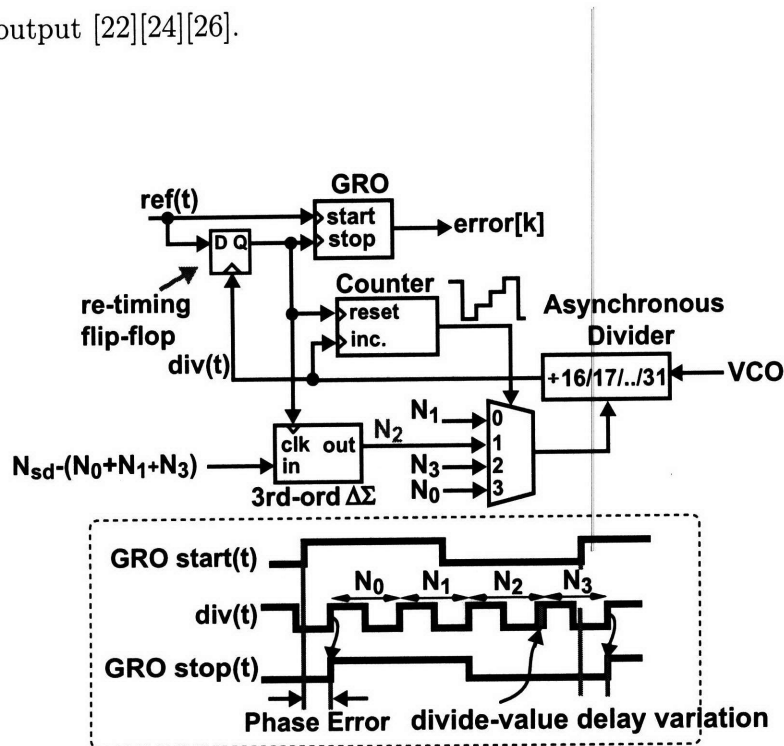 output [22][24][26].
GRO
ref(t)
start
stop
error[k]
D Q
re-timing
flip-flop
Counter
reset
inc.
Asynchronous
Divider
div(t)
÷16/17/../31
VCO
N1
0
clk out
N2
1
Nsd-(N0+N1+N3)
in
N3
2
N0
3
3rd-ord ΔΣ
GRO start(t)
N0 N1 N2 N3
div(t)
GRO stop(t)
Phase Error
divide-value delay variation